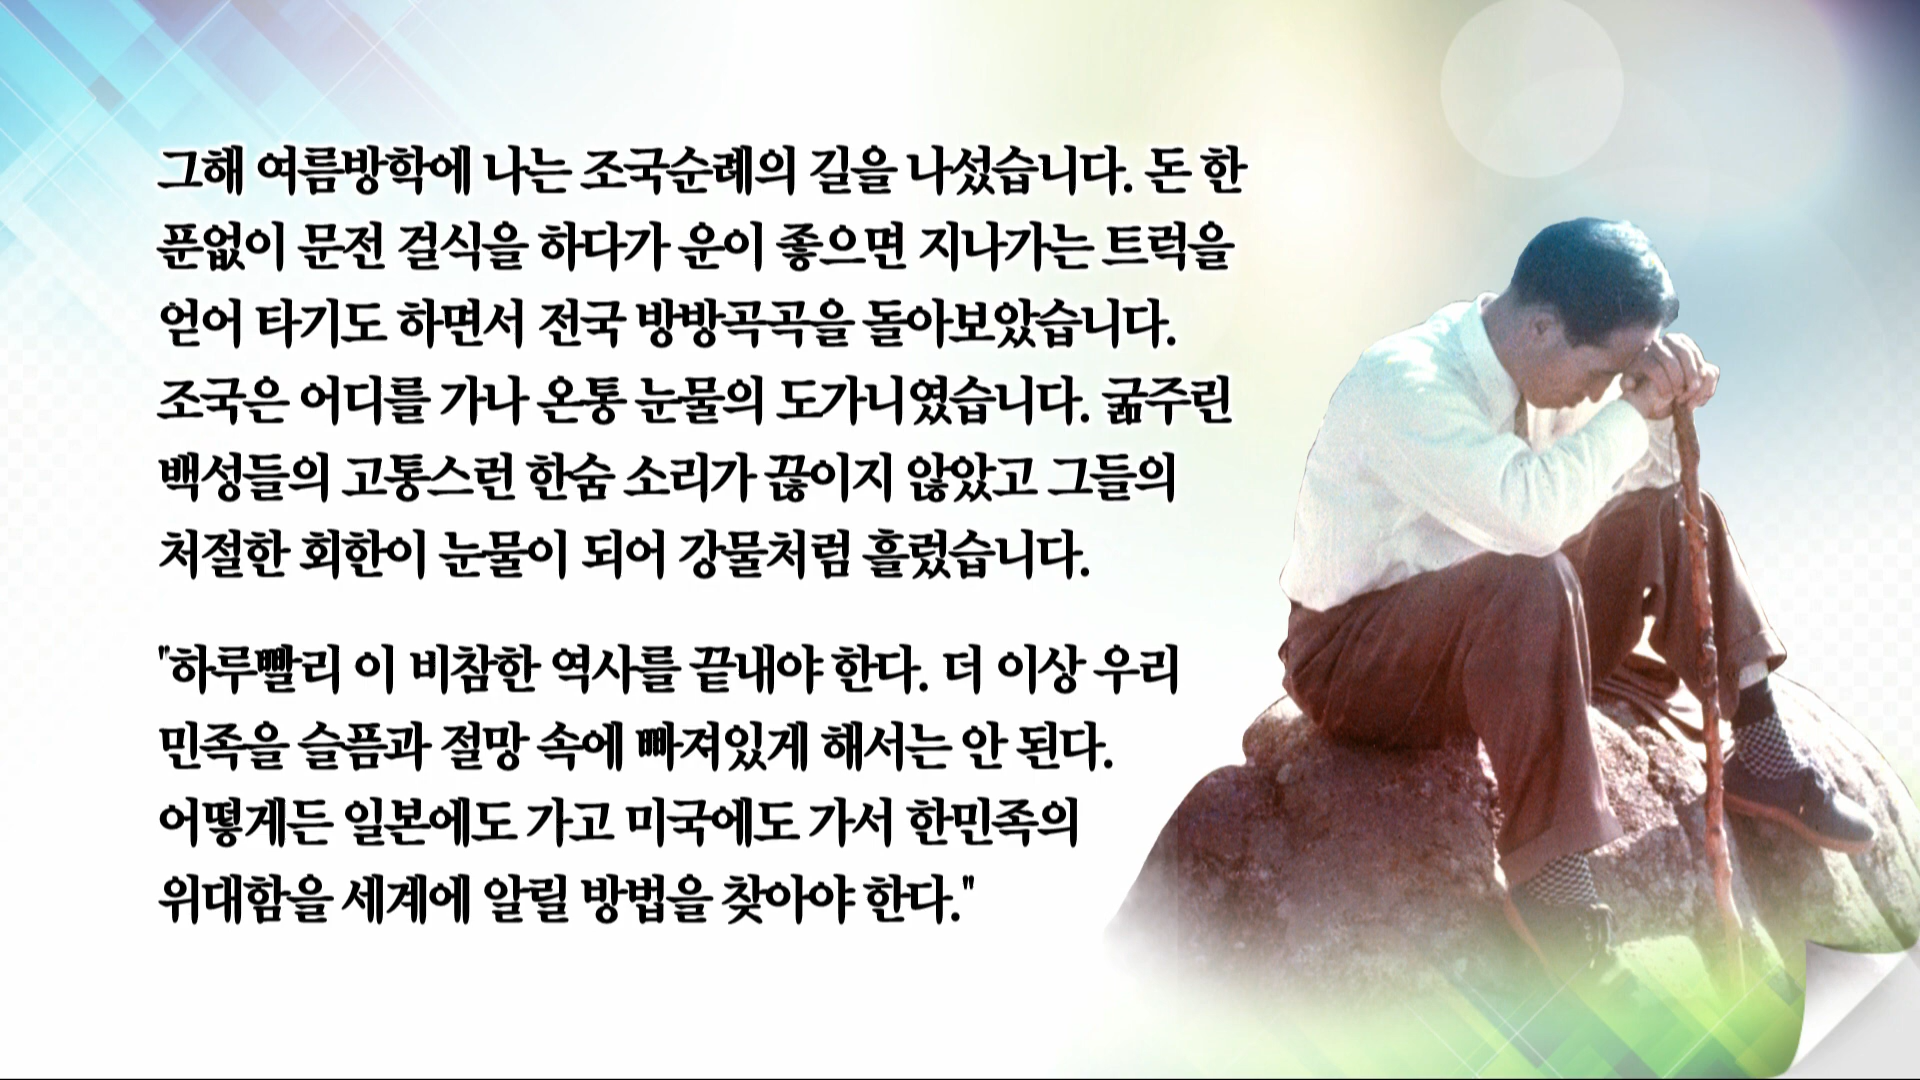 그해 여름방학에 나는 조국순례의 길을 나섰습니다. 돈 한
푼없이 문전 걸식을 하다가 운이 좋으면 지나가는 트럭을
얻어 타기도 하면서 전국 방방곡곡을 돌아보았습니다.
조국은 어디를 가나 온통 눈물의 도가니였습니다. 굶주린
백성들의 고통스런 한숨 소리가 끊이지 않았고 그들의
처절한 회한이 눈물이 되어 강물처럼 흘렀습니다.
"하루빨리 이 비참한 역사를 끝내야 한다. 더 이상 우리
민족을 슬픔과 절망 속에 빠져있게 해서는 안 된다.
어떻게든 일본에도 가고 미국에도 가서 한민족의
위대함을 세계에 알릴 방법을 찾아야 한다."